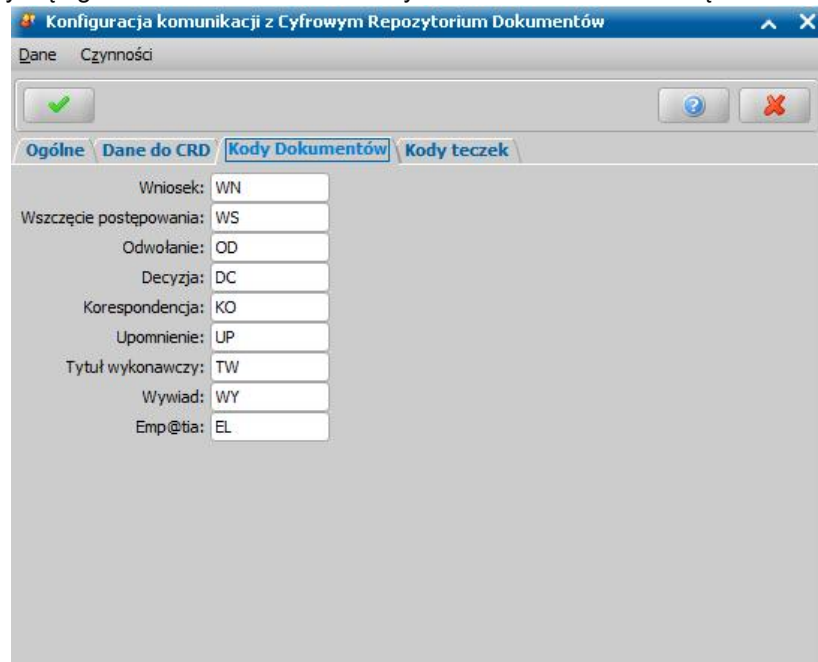 Konfiguracja komunikacji z Cyfrowym Repozytorium Dokumentów
Dane Czynności
Ogólne Dane do CRD Kody Dokumentów Kody teczek
Wniosek: WN
Wszczęcie postępowania: WS
Odwołanie: OD
Decyzja: DC
Korespondencja: KO
Upomnienie: UP
Tytuł wykonawczy: TW
Wywiad: WY
Emp@tia: EL